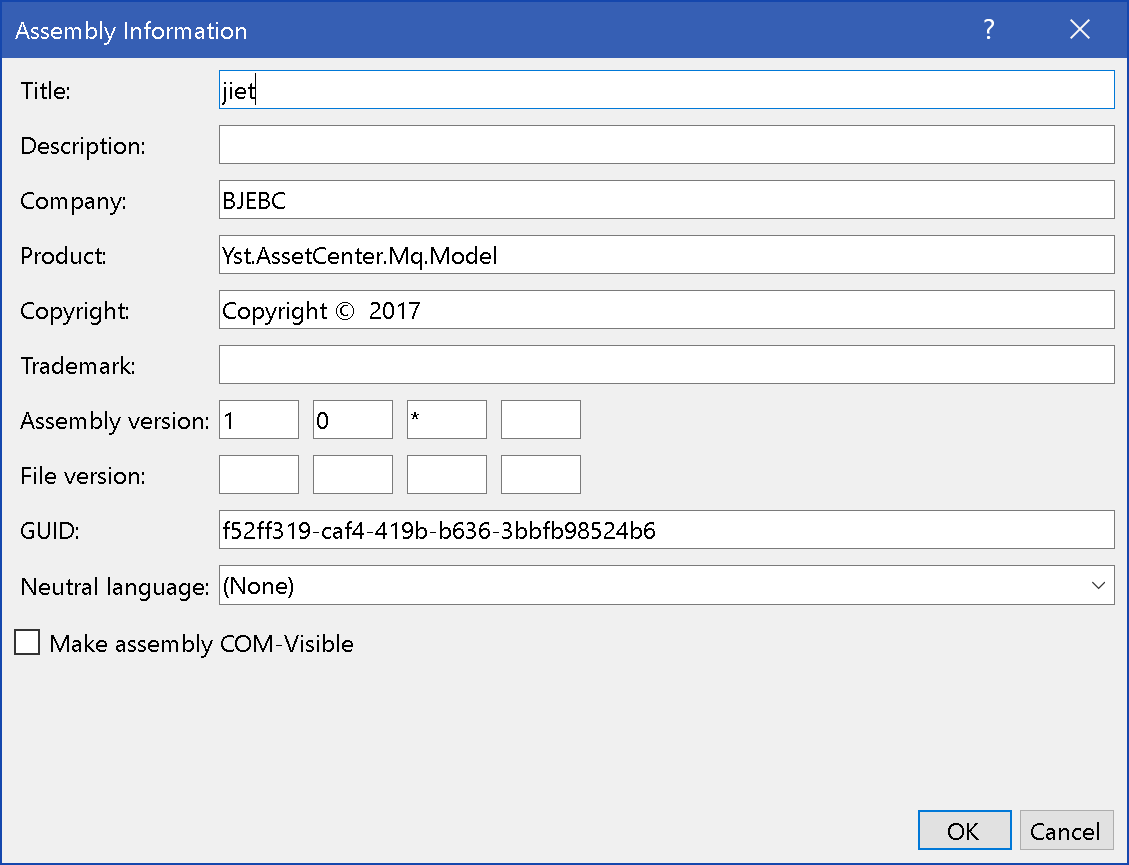 Assembly Information ?
Title: jiet
Description:
Company: BJEBC
Product: Yst.AssetCenter.Mq.Model
Copyright: Copyright ©  2017
Trademark:
Assembly version: 1 0 *
File version:
GUID: f52ff319-caf4-419b-b636-3bbfb98524b6
Neutral language: (None)
Make assembly COM-Visible
OK Cancel